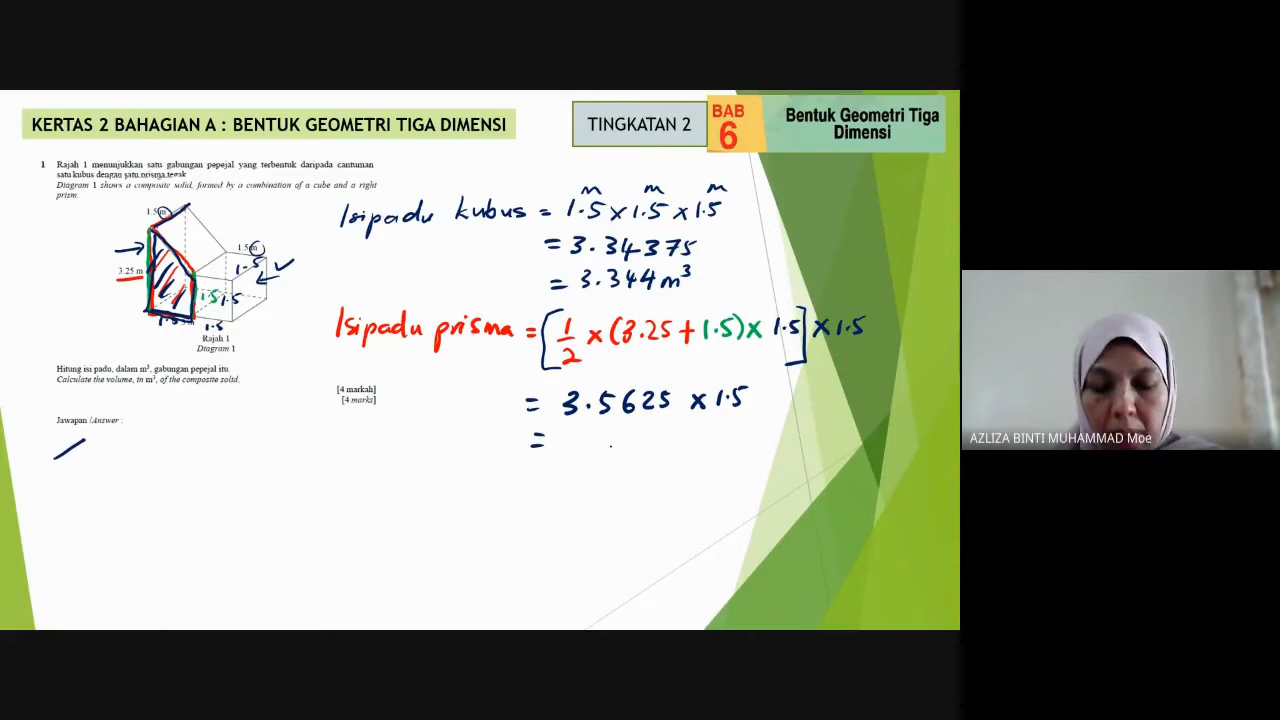 KERTAS 2 BAHAGIAN A : BENTUK GEOMETRI TIGA DIMENSI
TINGKATAN 2
BAB
6
Bentuk Geometri Tiga
Dimensi
1 Rajah 1 menunjukkan satu gabungan pepejal yang terbentuk daripada cantuman
satu kubus dengan satu prisma tegak
Diagram 1 shows a composite solid, formed by a combination of a cube and a right
prism.
1.5 m
1.5
1.5
3.25 m
1.5
1.5
1.5
Rajah 1
Diagram 1
Hitung isi padu, dalam m³, gabungan pepejal itu.
Calculate the volume, in m³, of the composite solid.
[4 markah]
[4 marks]
Jawapan /Answer :
m m m
Isipadu kubus = 1.5 × 1.5 × 1.5
= 3.34375
= 3.344 m³
Isipadu prisma = [1/2 × (3.25 + 1.5) × 1.5] × 1.5
= 3.5625 × 1.5
=
AZLIZA BINTI MUHAMMAD Moe